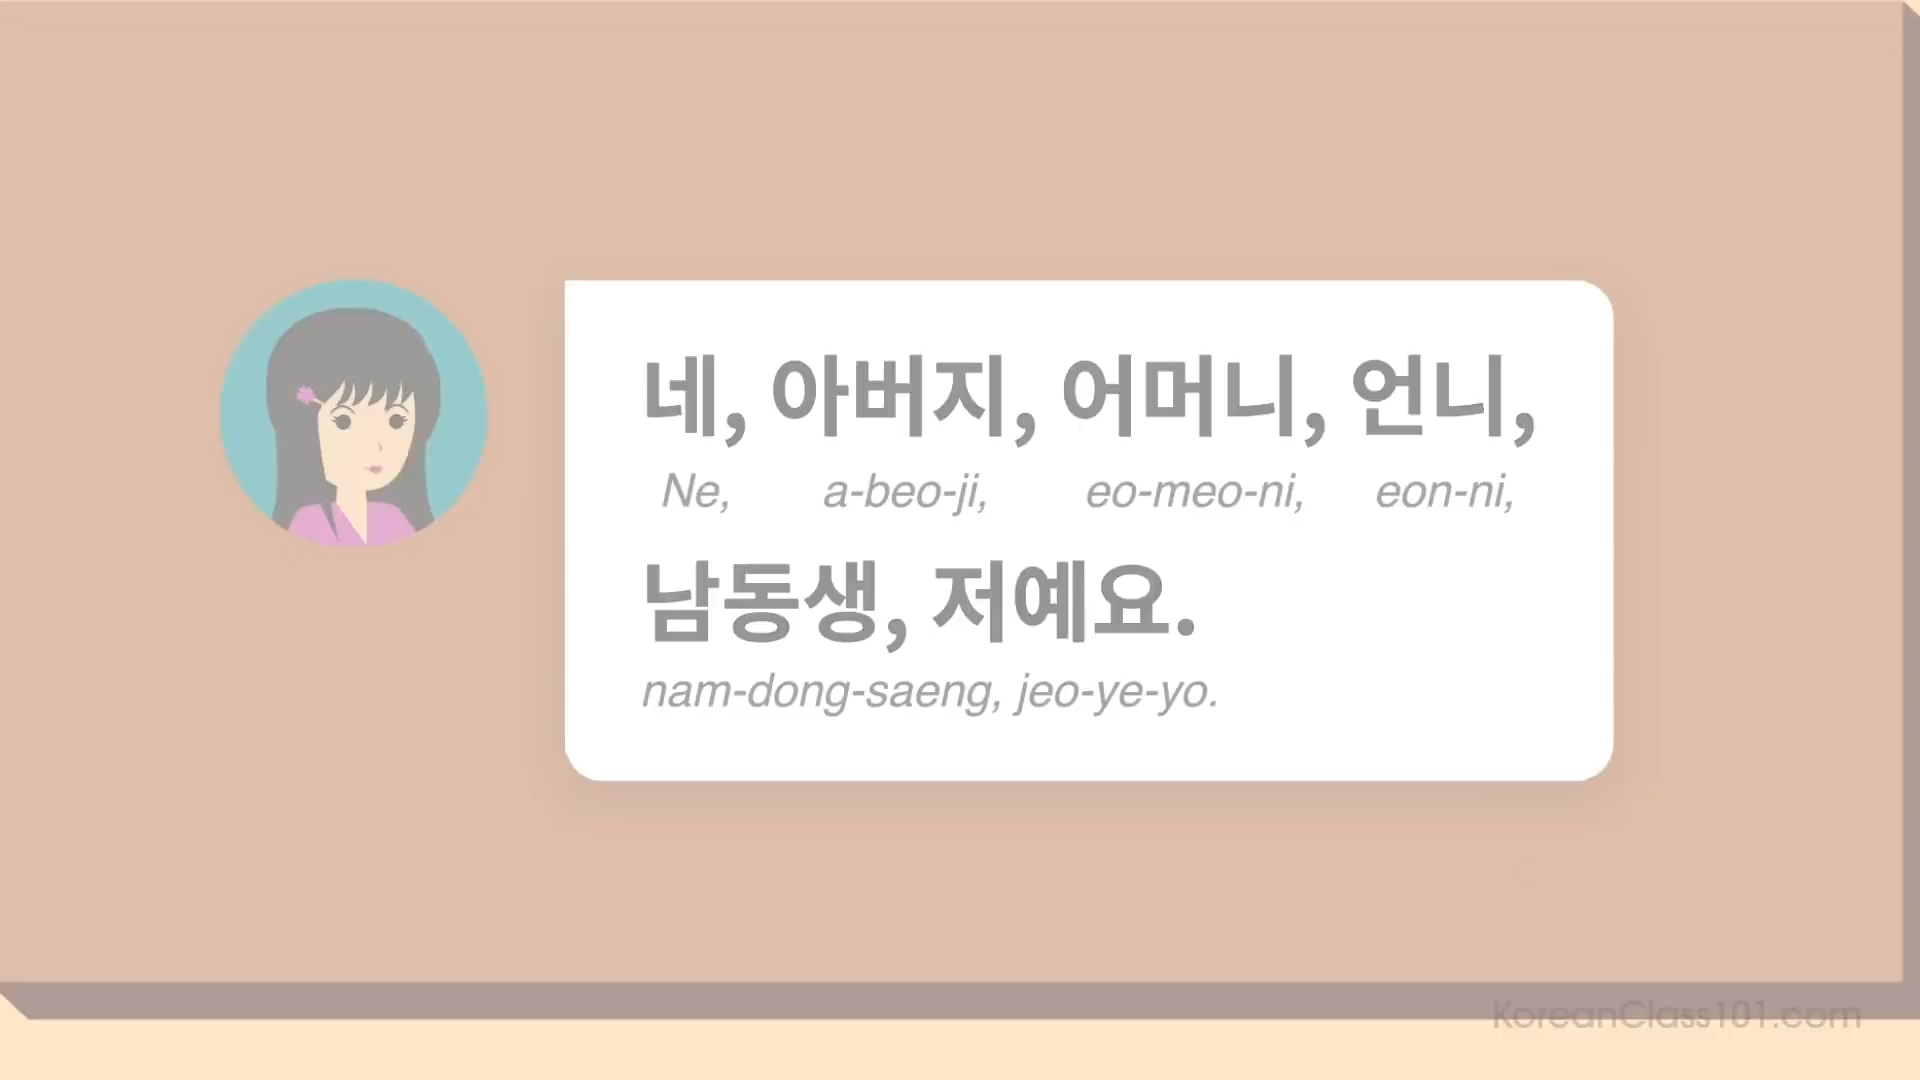 네, 아버지, 어머니, 언니,
Ne, a-beo-ji, eo-meo-ni, eon-ni,
남동생, 저예요.
nam-dong-saeng, jeo-ye-yo.
KoreanClass101.com